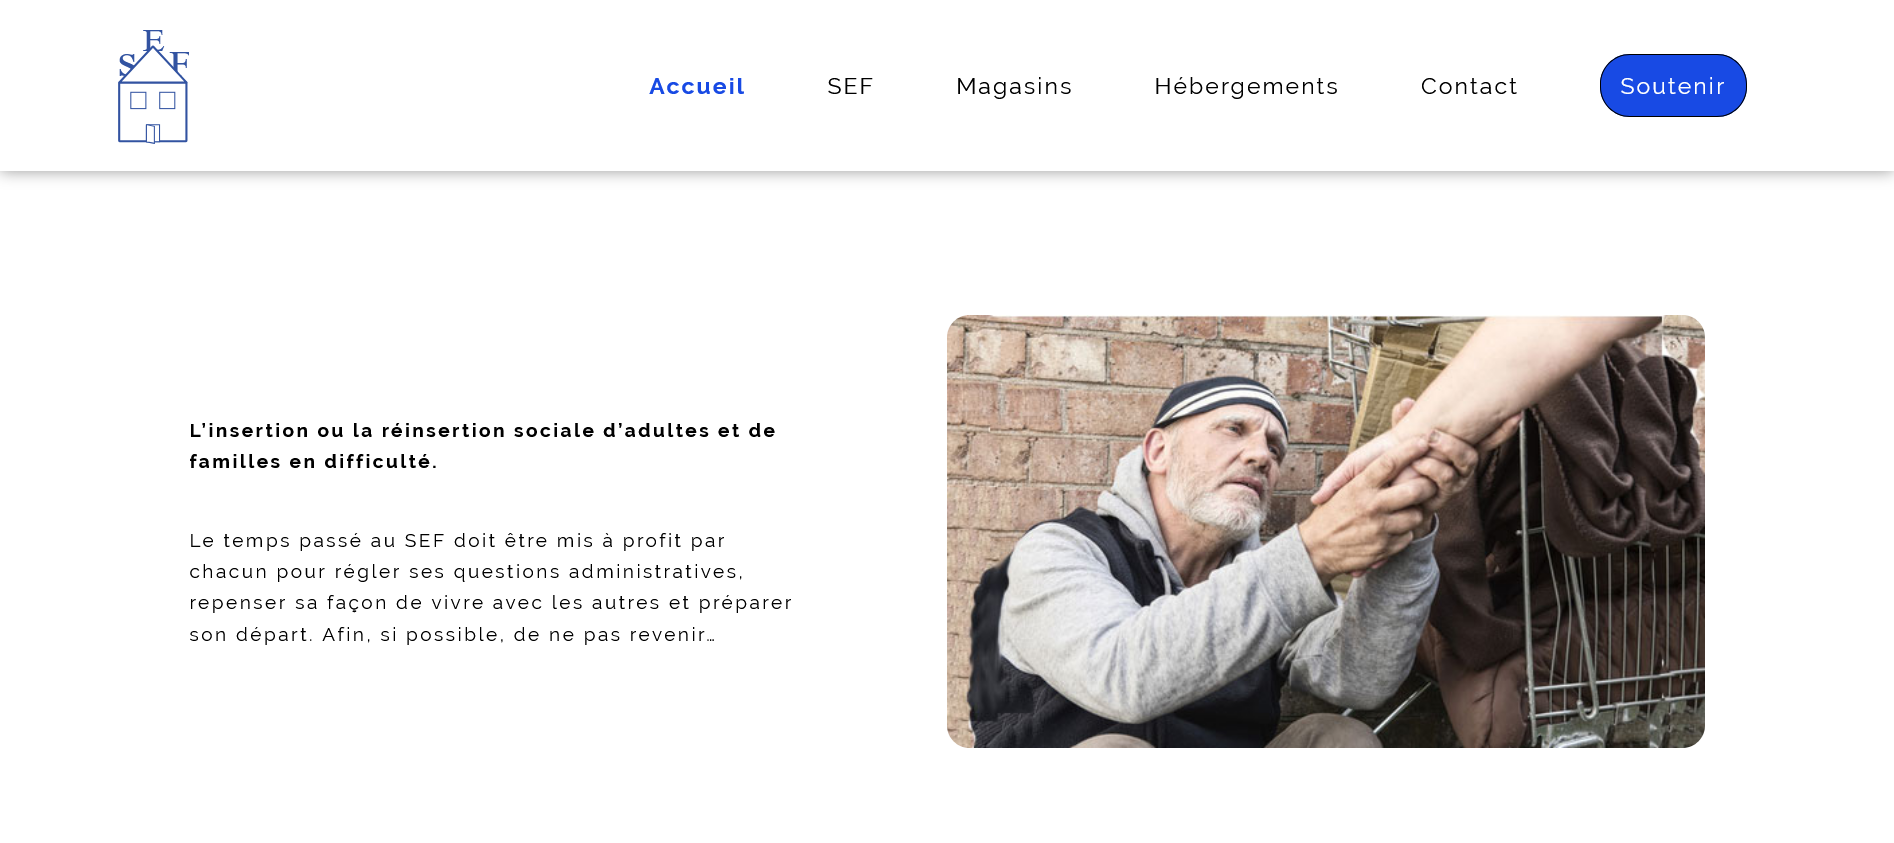 SEF
Accueil
SEF
Magasins
Hébergements
Contact
Soutenir
L’insertion ou la réinsertion sociale d’adultes et de
familles en difficulté.
Le temps passé au SEF doit être mis à profit par
chacun pour régler ses questions administratives,
repenser sa façon de vivre avec les autres et préparer
son départ. Afin, si possible, de ne pas revenir…